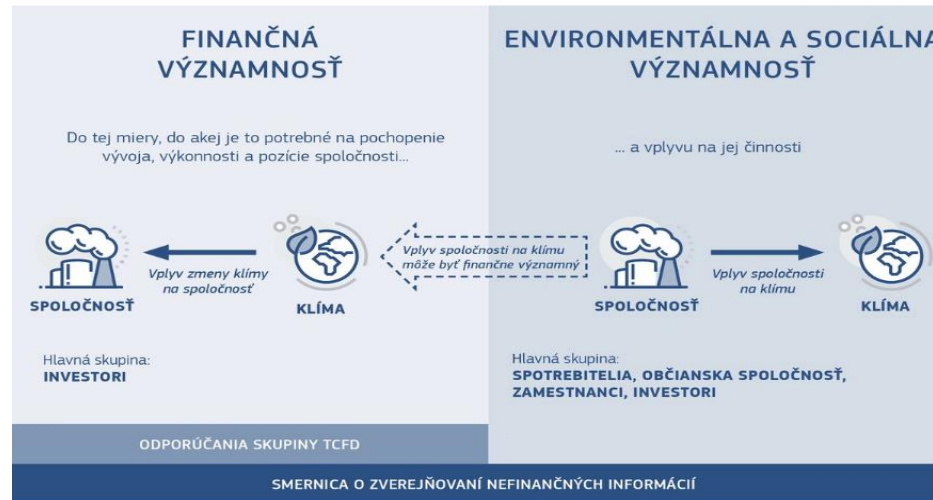 FINANČNÁ
VÝZNAMNOSŤ
Do tej miery, do akej je to potrebné na pochopenie
vývoja, výkonnosti a pozície spoločnosti...
Vplyv zmeny klímy
na spoločnosť
SPOLOČNOSŤ
KLÍMA
Hlavná skupina:
INVESTORI
Vplyv spoločnosti na klímu
môže byť finančne významný
ENVIRONMENTÁLNA A SOCIÁLNA
VÝZNAMNOSŤ
... a vplyvu na jej činnosti
Vplyv spoločnosti
na klímu
SPOLOČNOSŤ
KLÍMA
Hlavná skupina:
SPOTREBITELIA, OBČIANSKA SPOLOČNOSŤ,
ZAMESTNANCI, INVESTORI
ODPORÚČANIA SKUPINY TCFD
SMERNICA O ZVEREJŇOVANÍ NEFINANČNÝCH INFORMÁCIÍ